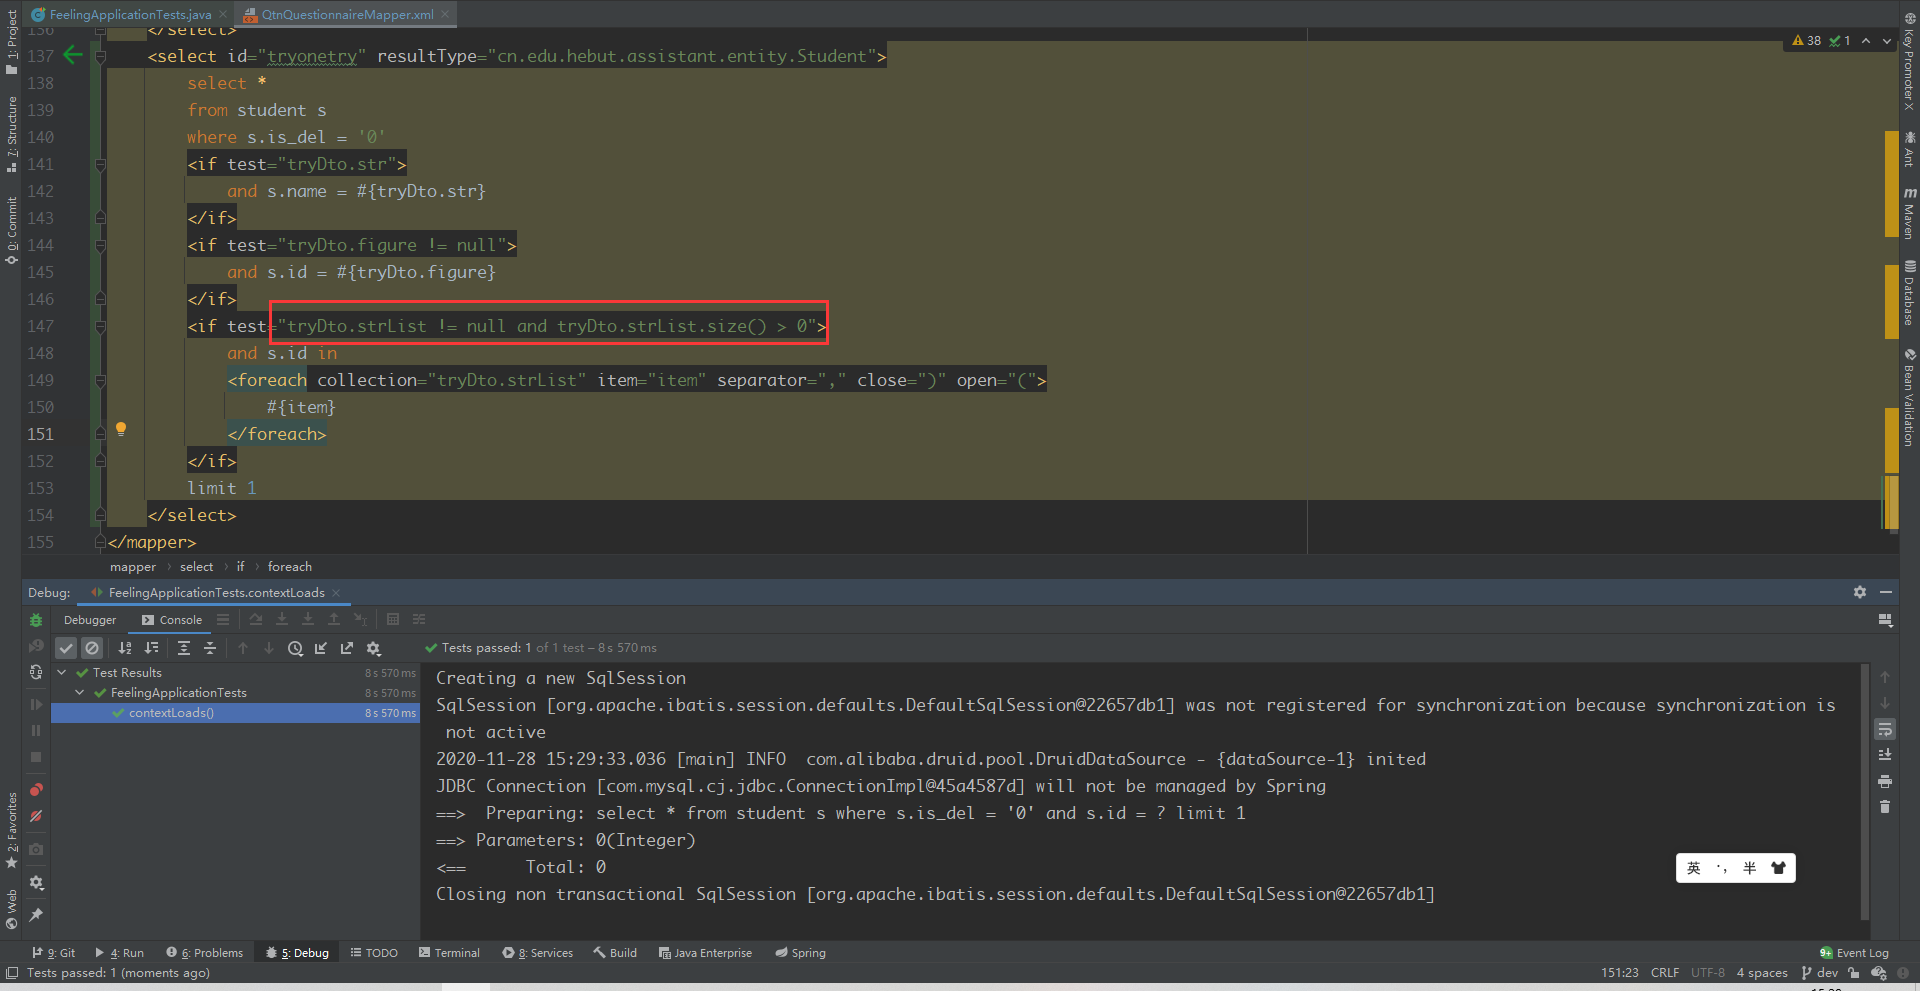 FeelingApplicationTests.java
QtnQuestionnaireMapper.xml
1: Project
7: Structure
0: Commit
2: Favorites
Web
Key Promoter X
Ant
m Maven
Database
Bean Validation
38 1
156 </select>
137 <select id="tryonetry" resultType="cn.edu.hebut.assistant.entity.Student">
138 select *
139 from student s
140 where s.is_del = '0'
141 <if test="tryDto.str">
142 and s.name = #{tryDto.str}
143 </if>
144 <if test="tryDto.figure != null">
145 and s.id = #{tryDto.figure}
146 </if>
147 <if test="tryDto.strList != null and tryDto.strList.size() > 0">
148 and s.id in
149 <foreach collection="tryDto.strList" item="item" separator="," close=")" open="(">
150 #{item}
151 </foreach>
152 </if>
153 limit 1
154 </select>
155 </mapper>
mapper › select › if › foreach
Debug: FeelingApplicationTests.contextLoads
Debugger Console
Tests passed: 1 of 1 test – 8 s 570 ms
Test Results 8 s 570 ms
FeelingApplicationTests 8 s 570 ms
contextLoads() 8 s 570 ms
Creating a new SqlSession
SqlSession [org.apache.ibatis.session.defaults.DefaultSqlSession@22657db1] was not registered for synchronization because synchronization is
not active
2020-11-28 15:29:33.036 [main] INFO  com.alibaba.druid.pool.DruidDataSource - {dataSource-1} inited
JDBC Connection [com.mysql.cj.jdbc.ConnectionImpl@45a4587d] will not be managed by Spring
==>  Preparing: select * from student s where s.is_del = '0' and s.id = ? limit 1
==> Parameters: 0(Integer)
<==      Total: 0
Closing non transactional SqlSession [org.apache.ibatis.session.defaults.DefaultSqlSession@22657db1]
英 ·, 半
9: Git 4: Run 6: Problems 5: Debug TODO Terminal 8: Services Build Java Enterprise Spring 9+ Event Log
Tests passed: 1 (moments ago) 151:23 CRLF UTF-8 4 spaces dev